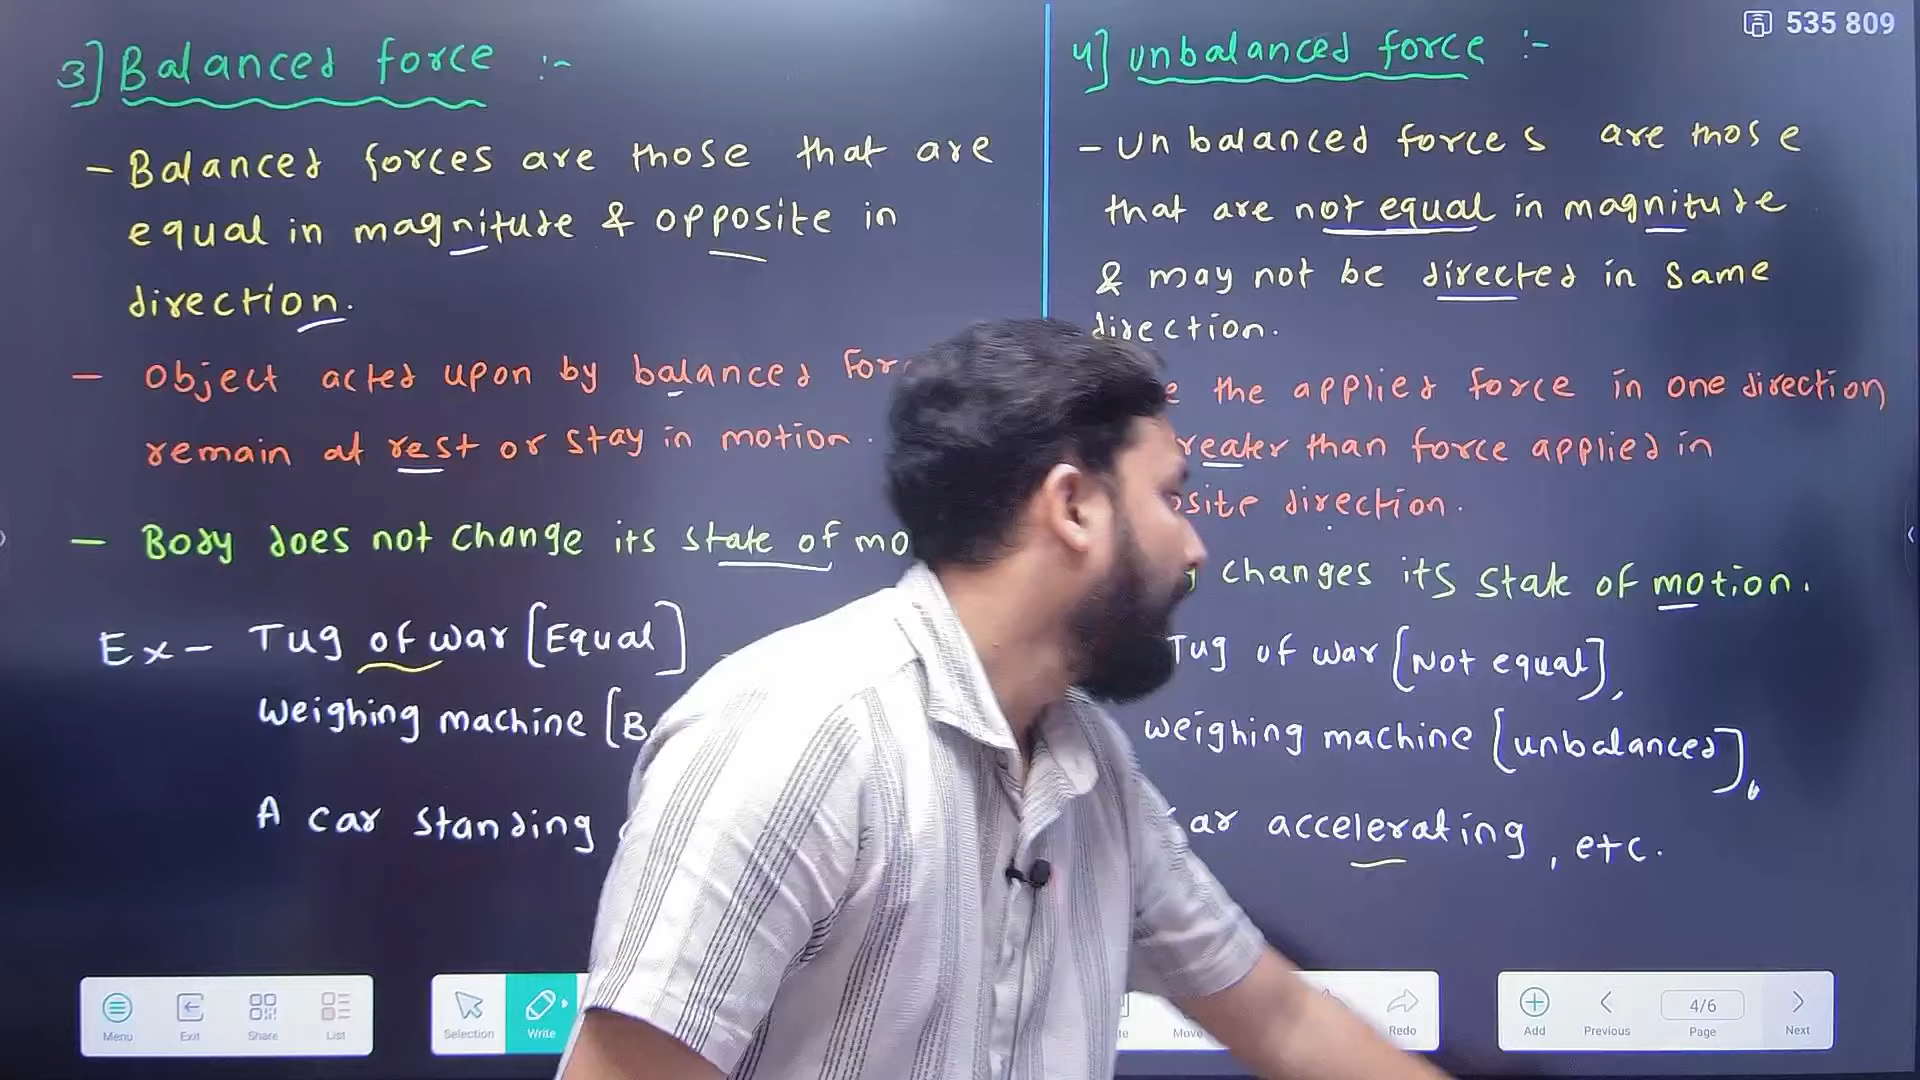 535 809
3] Balanced force :-
- Balanced forces are those that are
equal in magnitude & opposite in
direction.
- Object acted upon by balanced
remain at rest or stay in motion.
- Body does not change its state of
Ex- Tug of war [Equal]
weighing machine [
A car standing
4] unbalanced force :-
- Unbalanced forces are those
that are not equal in magnitude
& may not be directed in same
direction.
the applied force in one direction
than force applied in
direction.
changes its state of motion.
Tug of war [Not equal],
weighing machine [unbalanced],
accelerating, etc.
Menu
Exit
Share
List
Selection
Write
Move
Redo
Add
Previous
4/6
Page
Next